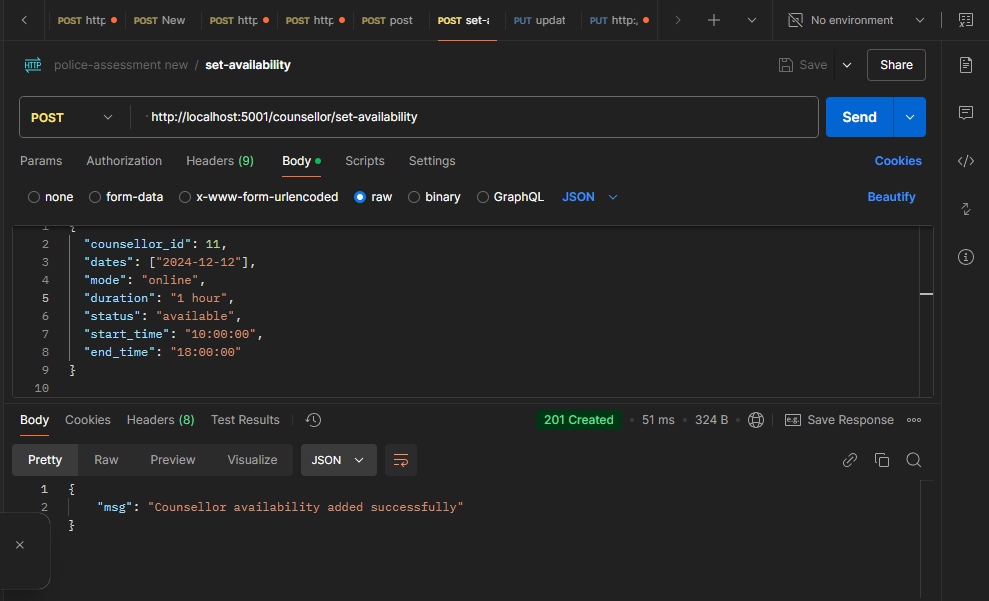 POST http POST New POST http POST http POST post POST set-a PUT updat PUT http:, No environment
HTTP police-assessment new / set-availability Save Share
POST http://localhost:5001/counsellor/set-availability Send
Params Authorization Headers (9) Body Scripts Settings Cookies
none form-data x-www-form-urlencoded raw binary GraphQL JSON Beautify
1 {
2 "counsellor_id": 11,
3 "dates": ["2024-12-12"],
4 "mode": "online",
5 "duration": "1 hour",
6 "status": "available",
7 "start_time": "10:00:00",
8 "end_time": "18:00:00"
9 }
10
Body Cookies Headers (8) Test Results 201 Created 51 ms 324 B e.g. Save Response
Pretty Raw Preview Visualize JSON
1 {
2 "msg": "Counsellor availability added successfully"
}